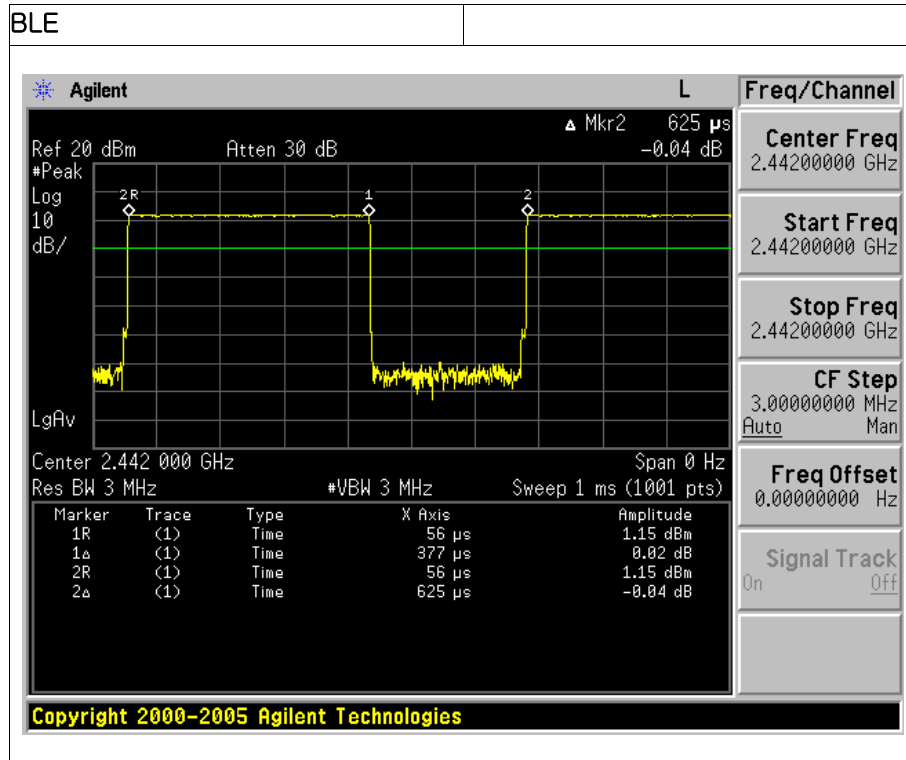 BLE
Agilent L
Freq/Channel
Δ Mkr2 625 µs
Ref 20 dBm Atten 30 dB -0.04 dB
#Peak
Log
10
dB/
2R 1 2
LgAv
Center 2.442 000 GHz Span 0 Hz
Res BW 3 MHz #VBW 3 MHz Sweep 1 ms (1001 pts)
Marker Trace Type X Axis Amplitude
1R (1) Time 56 µs 1.15 dBm
1Δ (1) Time 377 µs 0.02 dB
2R (1) Time 56 µs 1.15 dBm
2Δ (1) Time 625 µs -0.04 dB
Center Freq
2.44200000 GHz
Start Freq
2.44200000 GHz
Stop Freq
2.44200000 GHz
CF Step
3.00000000 MHz
Auto Man
Freq Offset
0.00000000 Hz
Signal Track
On Off
Copyright 2000-2005 Agilent Technologies